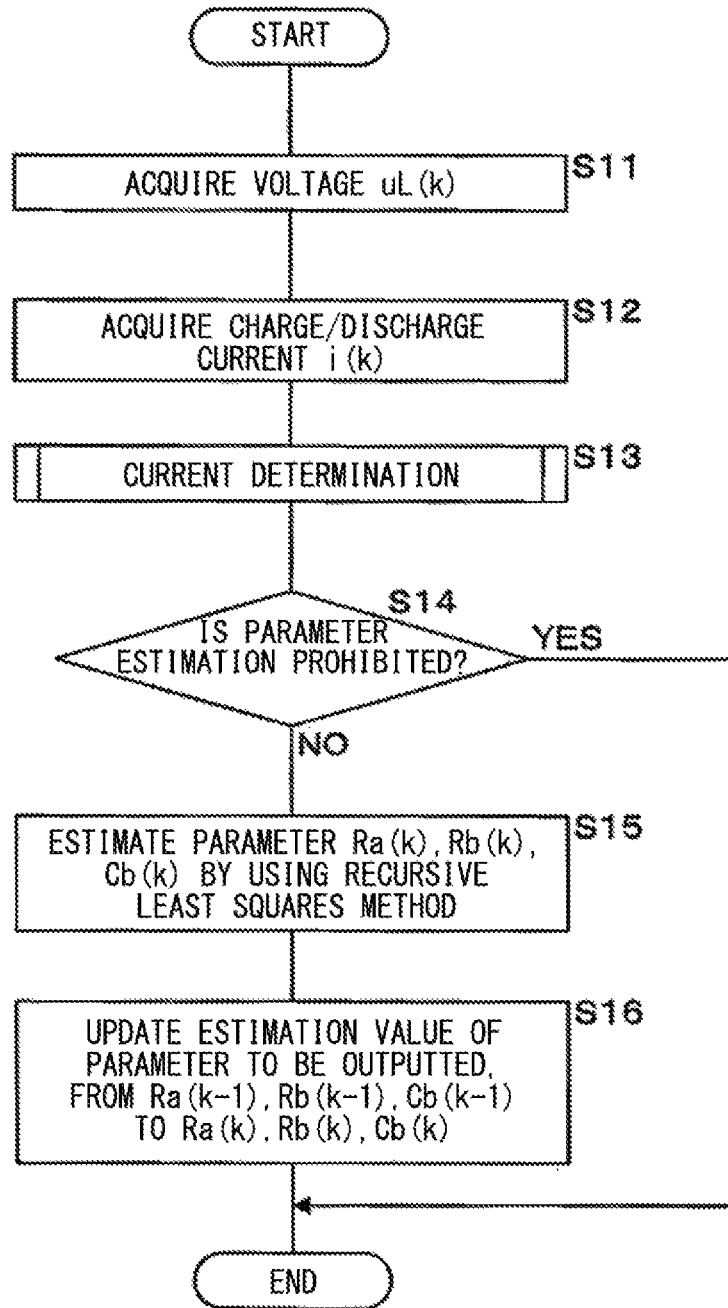 START
S11
ACQUIRE VOLTAGE uL(k)
S12
ACQUIRE CHARGE/DISCHARGE
CURRENT i(k)
S13
CURRENT DETERMINATION
S14
IS PARAMETER
ESTIMATION PROHIBITED?
YES
NO
S15
ESTIMATE PARAMETER Ra(k), Rb(k),
Cb(k) BY USING RECURSIVE
LEAST SQUARES METHOD
S16
UPDATE ESTIMATION VALUE OF
PARAMETER TO BE OUTPUTTED,
FROM Ra(k-1), Rb(k-1), Cb(k-1)
TO Ra(k), Rb(k), Cb(k)
END